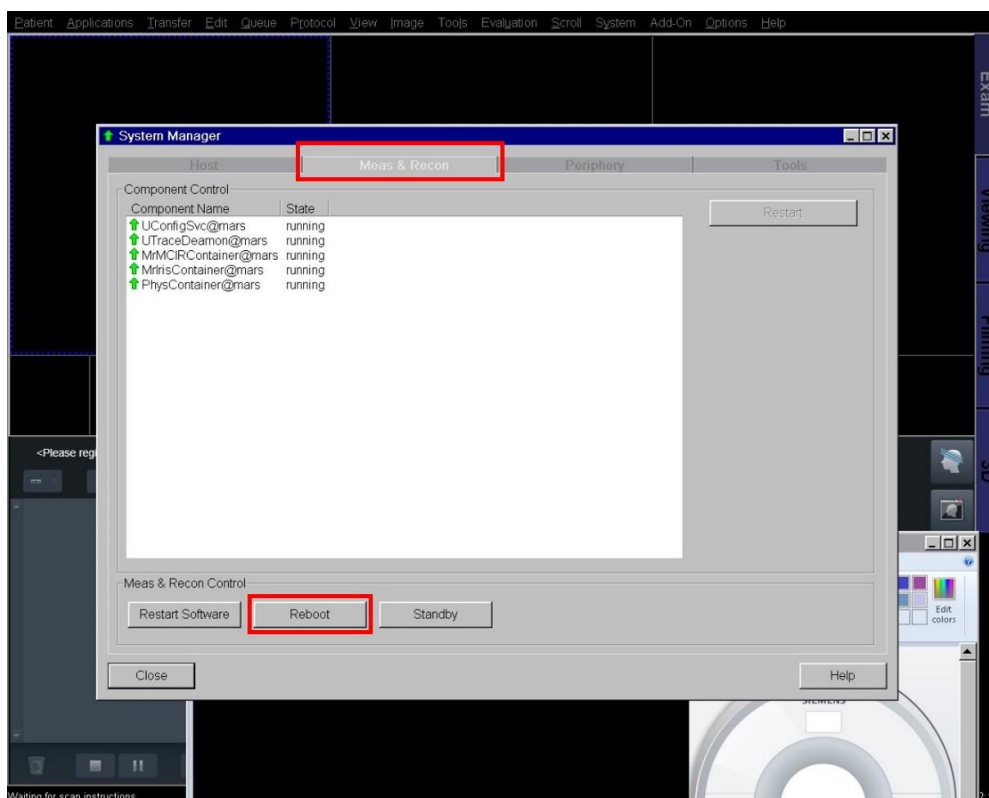 Patient Applications Transfer Edit Queue Protocol View Image Tools Evaluation Scroll System Add-On Options Help
Exam
Viewing
Filming
3D
System Manager
Host Meas & Recon Periphery Tools
Component Control
Component Name State
Restart
UConfigSvc@mars running
UTraceDeamon@mars running
MrMCIRContainer@mars running
MrIrisContainer@mars running
PhysContainer@mars running
<Please regi
Meas & Recon Control
Restart Software Reboot Standby
Edit
colors
Close Help
SIEMENS
Waiting for scan instructions